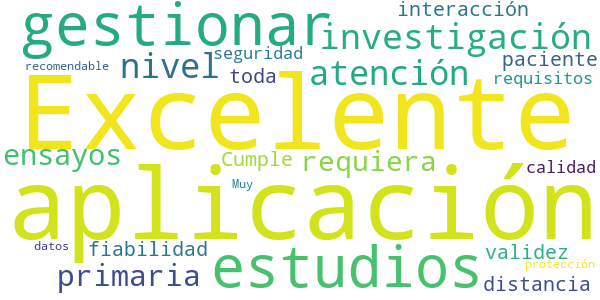 interacción
gestionar
investigación
seguridad
nivel
paciente
recomendable
toda
atención
requisitos
Excelente
ensayos
Cumple
requiera
calidad
Muy
aplicación
datos
fiabilidad
estudios
validez
protección
primaria
distancia